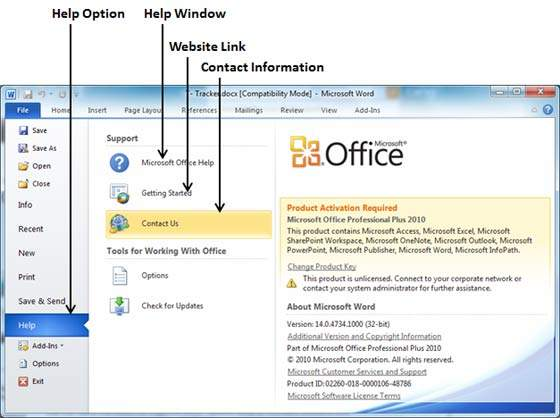 Help Option
Help Window
Website Link
Contact Information
Tracker.docx [Compatibility Mode] - Microsoft Word
File
Home
Insert
Page Layout
References
Mailings
Review
View
Add-Ins
Save
Save As
Open
Close
Info
Recent
New
Print
Save & Send
Help
Add-Ins
Options
Exit
Support
Microsoft Office Help
Getting Started
Contact Us
Tools for Working With Office
Options
Check for Updates
Microsoft®
Office
Product Activation Required
Microsoft Office Professional Plus 2010
This product contains Microsoft Access, Microsoft Excel, Microsoft
SharePoint Workspace, Microsoft OneNote, Microsoft Outlook, Microsoft
PowerPoint, Microsoft Publisher, Microsoft Word, Microsoft InfoPath.
Change Product Key
This product is unlicensed. Connect to your corporate network or
contact your system administrator for further assistance.
About Microsoft Word
Version: 14.0.4734.1000 (32-bit)
Additional Version and Copyright Information
Part of Microsoft Office Professional Plus 2010
© 2010 Microsoft Corporation. All rights reserved.
Microsoft Customer Services and Support
Product ID: 02260-018-0000106-48786
Microsoft Software License Terms